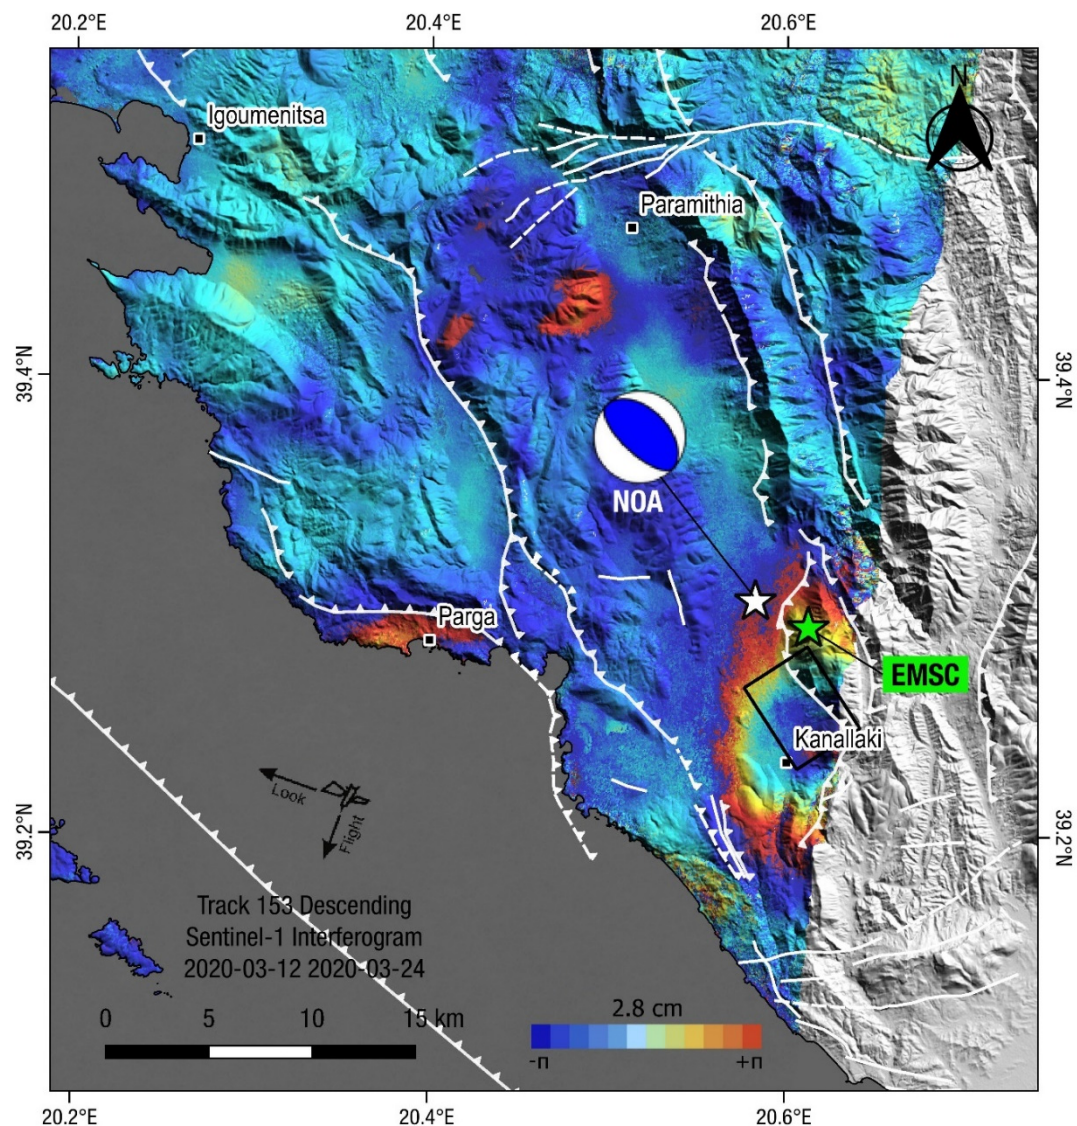 20.2°E
20.4°E
20.6°E
N
Igoumenitsa
Paramithia
39.4°N
39.4°N
NOA
Parga
EMSC
Kanallaki
Look
Flight
39.2°N
39.2°N
Track 153 Descending
Sentinel-1 Interferogram
2020-03-12 2020-03-24
0 5 10 15 km
2.8 cm
-π +π
20.2°E
20.4°E
20.6°E